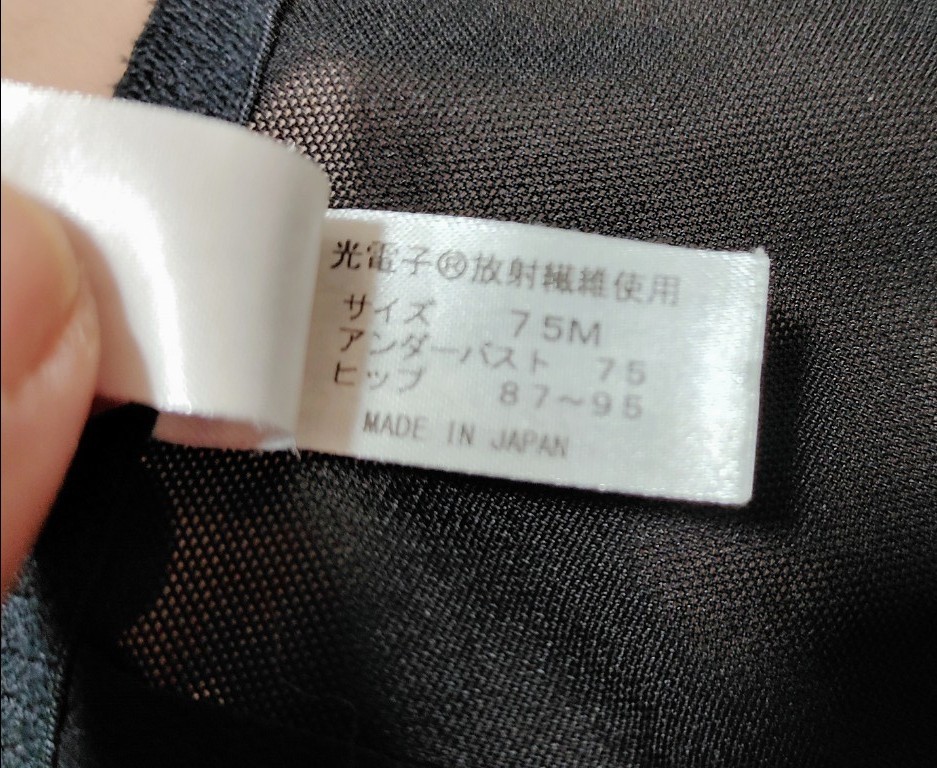 光電子®放射繊維使用
サイズ 75M
アンダーバスト 75
ヒップ 87〜95
MADE IN JAPAN